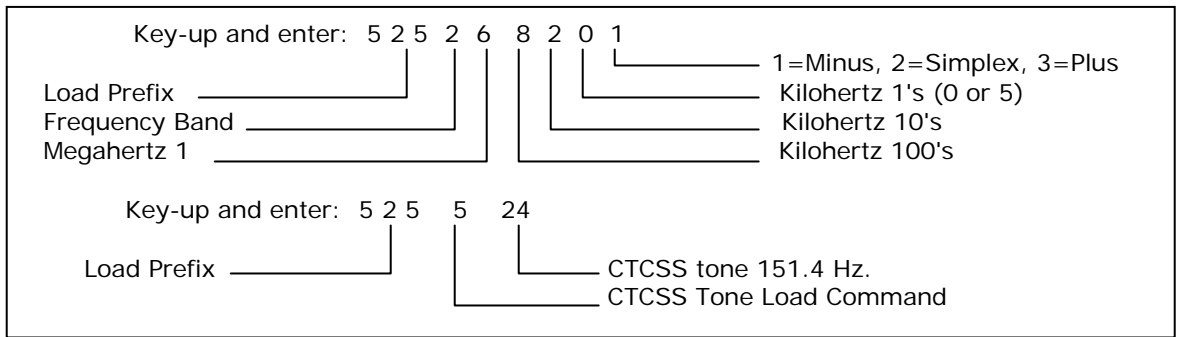 Key-up and enter: 5 2 5 2 6 8 2 0 1
1=Minus, 2=Simplex, 3=Plus
Load Prefix Kilohertz 1's (0 or 5)
Frequency Band Kilohertz 10's
Megahertz 1 Kilohertz 100's
Key-up and enter: 5 2 5 5 24
Load Prefix CTCSS tone 151.4 Hz.
CTCSS Tone Load Command